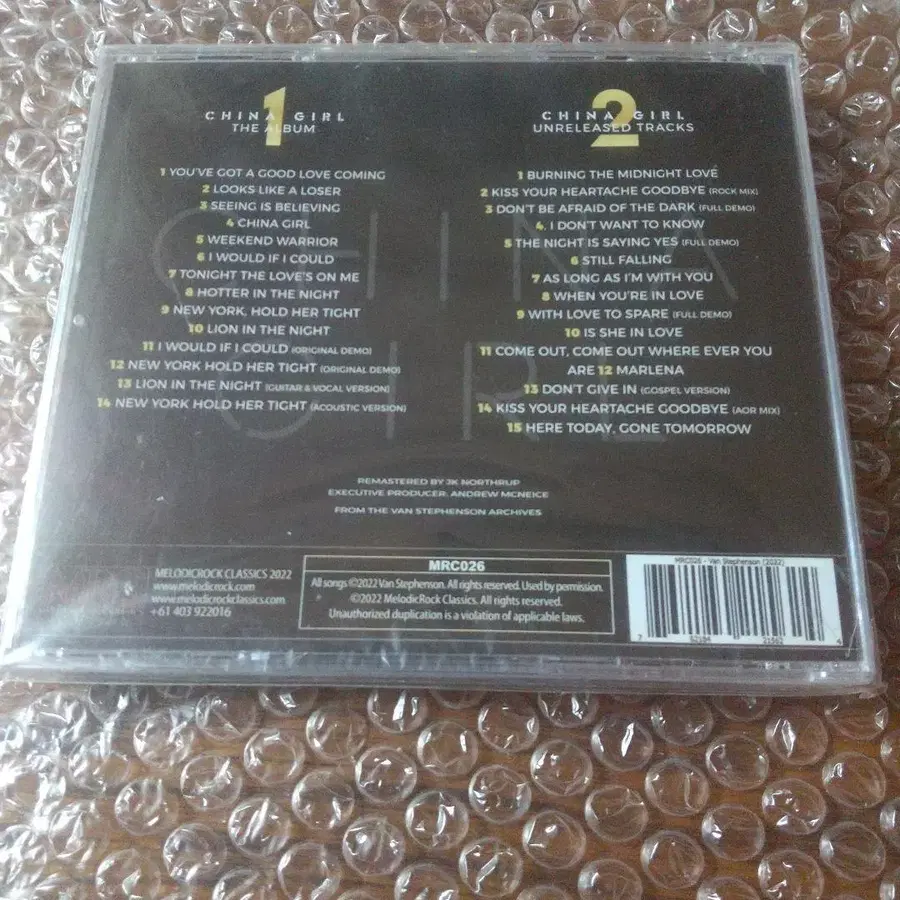 1
CHINA GIRL
THE ALBUM
1 YOU'VE GOT A GOOD LOVE COMING
2 LOOKS LIKE A LOSER
3 SEEING IS BELIEVING
4 CHINA GIRL
5 WEEKEND WARRIOR
6 I WOULD IF I COULD
7 TONIGHT THE LOVE'S ON ME
8 HOTTER IN THE NIGHT
9 NEW YORK, HOLD HER TIGHT
10 LION IN THE NIGHT
11 I WOULD IF I COULD (ORIGINAL DEMO)
12 NEW YORK HOLD HER TIGHT (ORIGINAL DEMO)
13 LION IN THE NIGHT (GUITAR & VOCAL VERSION)
14 NEW YORK HOLD HER TIGHT (ACOUSTIC VERSION)
2
CHINA GIRL
UNRELEASED TRACKS
1 BURNING THE MIDNIGHT LOVE
2 KISS YOUR HEARTACHE GOODBYE (ROCK MIX)
3 DON'T BE AFRAID OF THE DARK (FULL DEMO)
4. I DON'T WANT TO KNOW
5 THE NIGHT IS SAYING YES (FULL DEMO)
6 STILL FALLING
7 AS LONG AS I'M WITH YOU
8 WHEN YOU'RE IN LOVE
9 WITH LOVE TO SPARE (FULL DEMO)
10 IS SHE IN LOVE
11 COME OUT, COME OUT WHERE EVER YOU
ARE 12 MARLENA
13 DON'T GIVE IN (GOSPEL VERSION)
14 KISS YOUR HEARTACHE GOODBYE (AOR MIX)
15 HERE TODAY, GONE TOMORROW
CHINA
GIRL
REMASTERED BY JK NORTHRUP
EXECUTIVE PRODUCER: ANDREW MCNEICE
FROM THE VAN STEPHENSON ARCHIVES
MELODICROCK CLASSICS 2022
www.melodicrock.com
www.melodicrockclassics.com
+61 403 922016
MRC026
All songs ©2022 Van Stephenson. All rights reserved. Used by permission.
©2022 MelodicRock Classics. All rights reserved.
Unauthorized duplication is a violation of applicable laws.
MRC026 - Van Stephenson (2022)